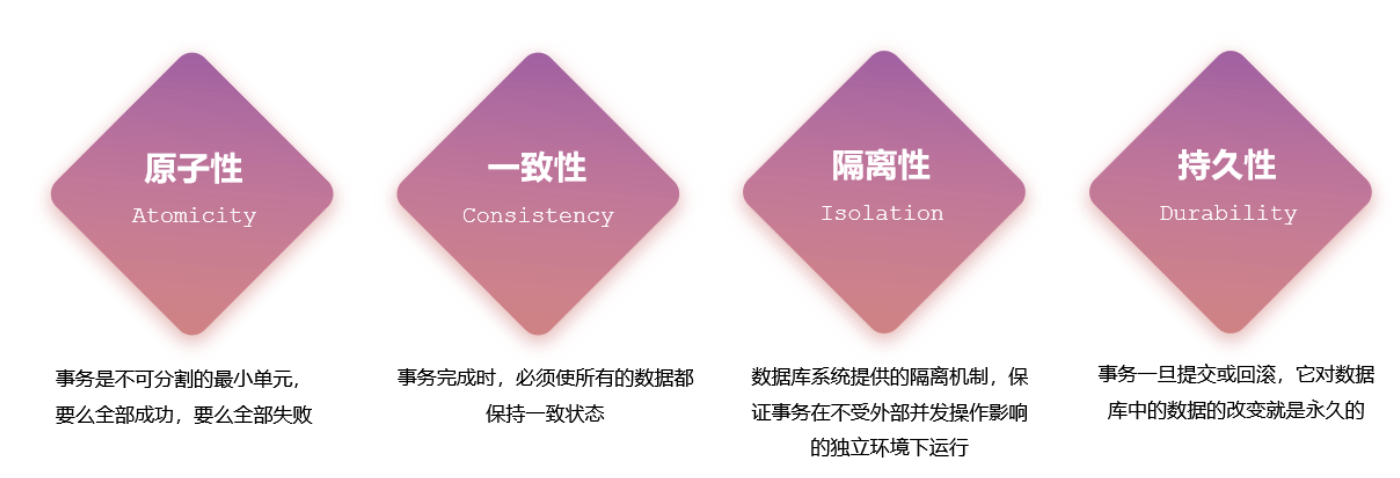 原子性
Atomicity
事务是不可分割的最小单元，
要么全部成功，要么全部失败
一致性
Consistency
事务完成时，必须使所有的数据都
保持一致状态
隔离性
Isolation
数据库系统提供的隔离机制，保
证事务在不受外部并发操作影响
的独立环境下运行
持久性
Durability
事务一旦提交或回滚，它对数据
库中的数据的改变就是永久的